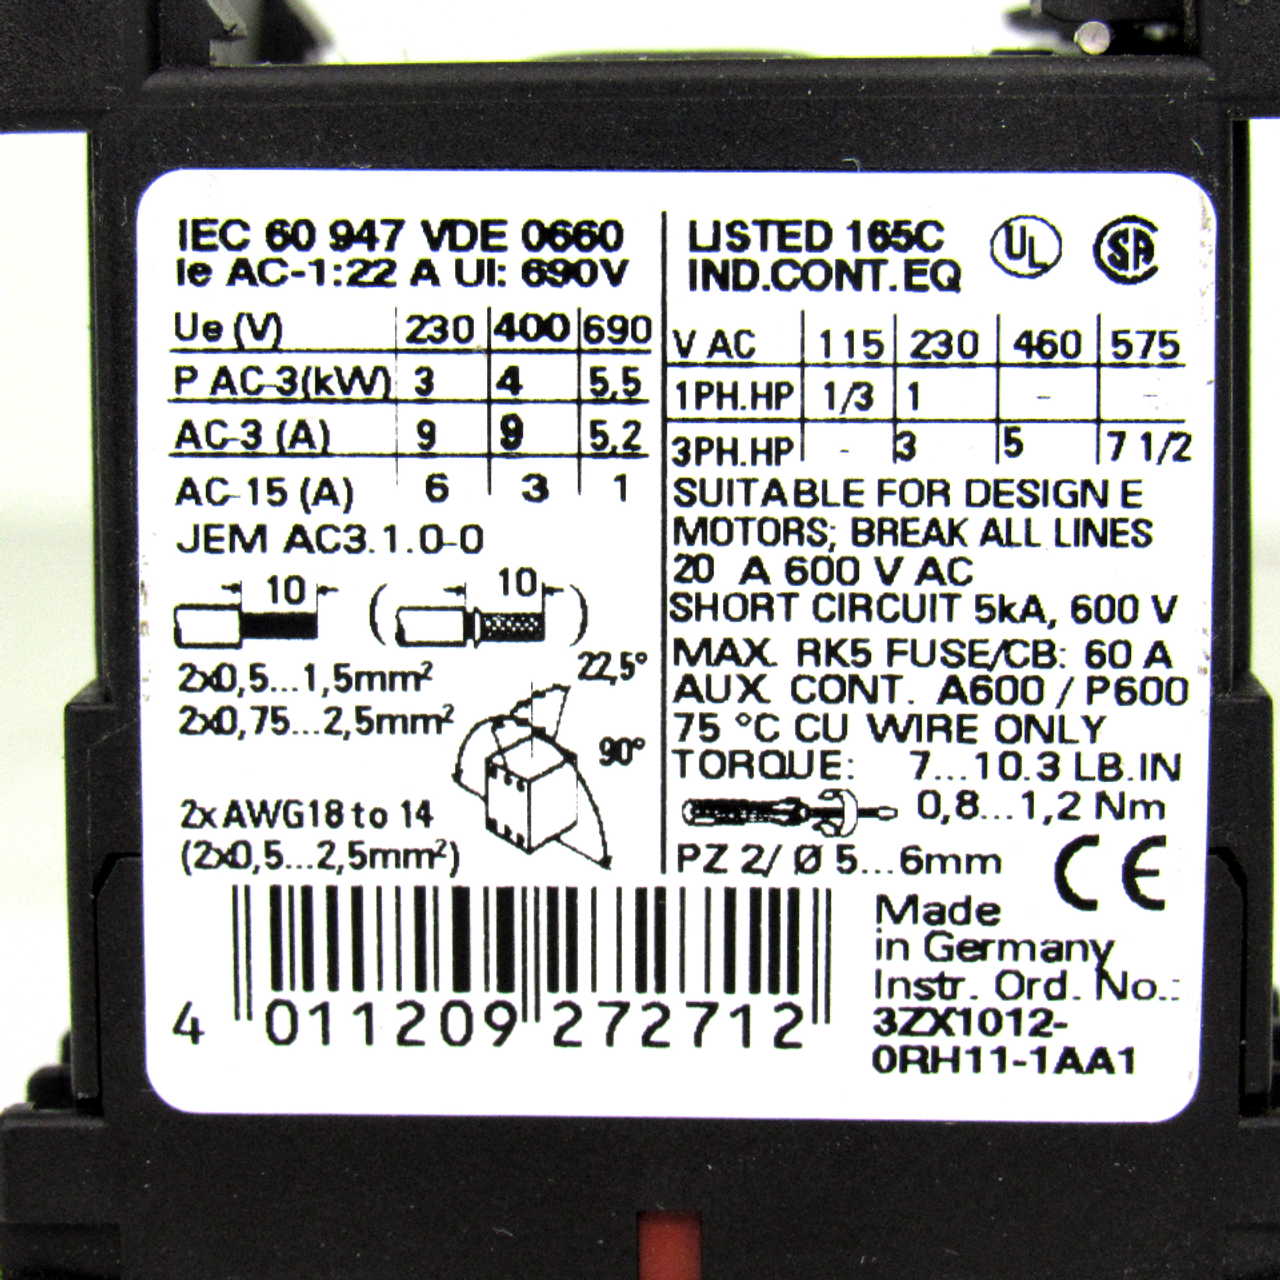 IEC 60 947 VDE 0660
Ie AC-1:22 A UI: 690V
Ue (V) 230 400 690
P AC-3(kW) 3 4 5,5
AC-3 (A) 9 9 5,2
AC-15 (A) 6 3 1
JEM AC3.1.0-0
10 (10)
2x0,5...1,5mm²
2x0,75...2,5mm²
22,5°
90°
2x AWG18 to 14
(2x0,5...2,5mm²)
LISTED 165C UL SA
IND.CONT.EQ
V AC 115 230 460 575
1PH.HP 1/3 1 - -
3PH.HP - 3 5 7 1/2
SUITABLE FOR DESIGN E
MOTORS; BREAK ALL LINES
20 A 600 V AC
SHORT CIRCUIT 5kA, 600 V
MAX. RK5 FUSE/CB: 60 A
AUX. CONT. A600 / P600
75 °C CU WIRE ONLY
TORQUE: 7...10.3 LB.IN
0,8...1,2 Nm
PZ 2/ Ø 5...6mm CE
4 011209 272712
Made
in Germany
Instr. Ord. No.:
3ZX1012-
0RH11-1AA1